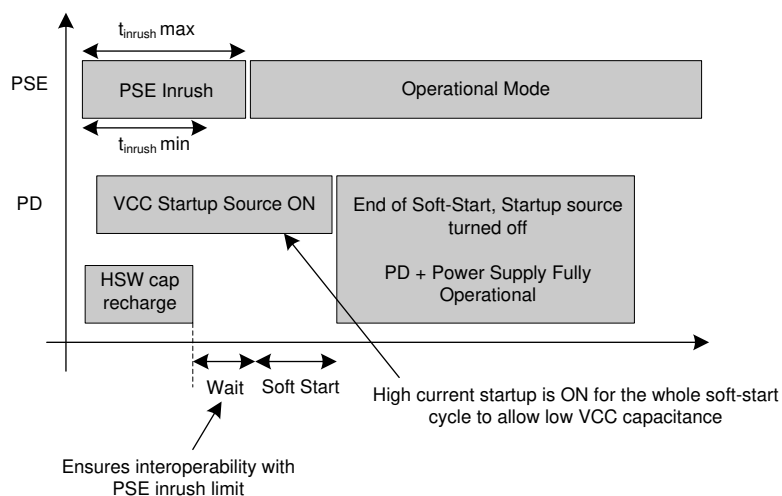 t_inrush max
PSE
PSE Inrush
Operational Mode
t_inrush min
PD
VCC Startup Source ON
End of Soft-Start, Startup source
turned off
PD + Power Supply Fully
Operational
HSW cap
recharge
Wait
Soft Start
High current startup is ON for the whole soft-start
cycle to allow low VCC capacitance
Ensures interoperability with
PSE inrush limit